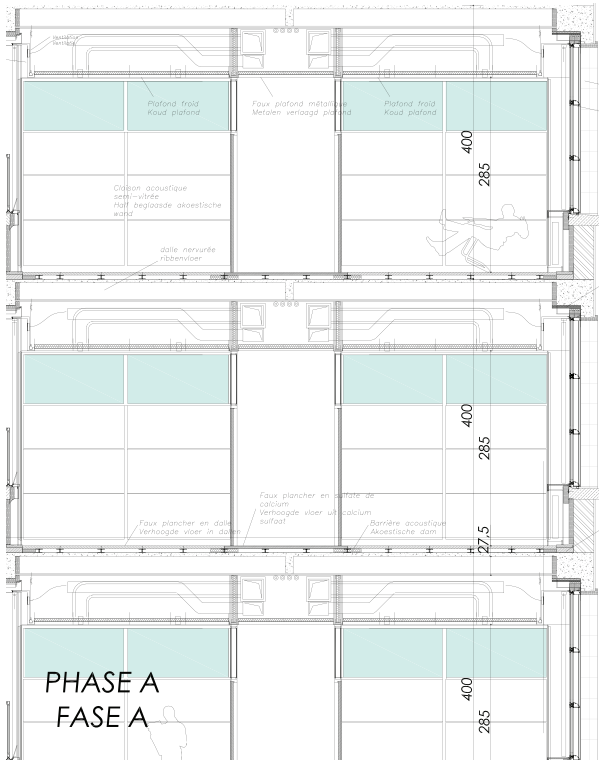 Plafond froid
Koud plafond
Faux plafond métallique
Metalen verlaagd plafond
Plafond froid
Koud plafond
400
285
Cloison acoustique
semi-vitrée
Half beglaasde akoestische
wand
dalle nervurée
ribbenvloer
400
285
Faux plancher en sulfate de
calcium
Verhoogde vloer uit calcium
sulfaat
Faux plancher en dalle
Verhoogde vloer in dallen
Barrière acoustique
Akoestische dam
27.5
PHASE A
FASE A
400
285